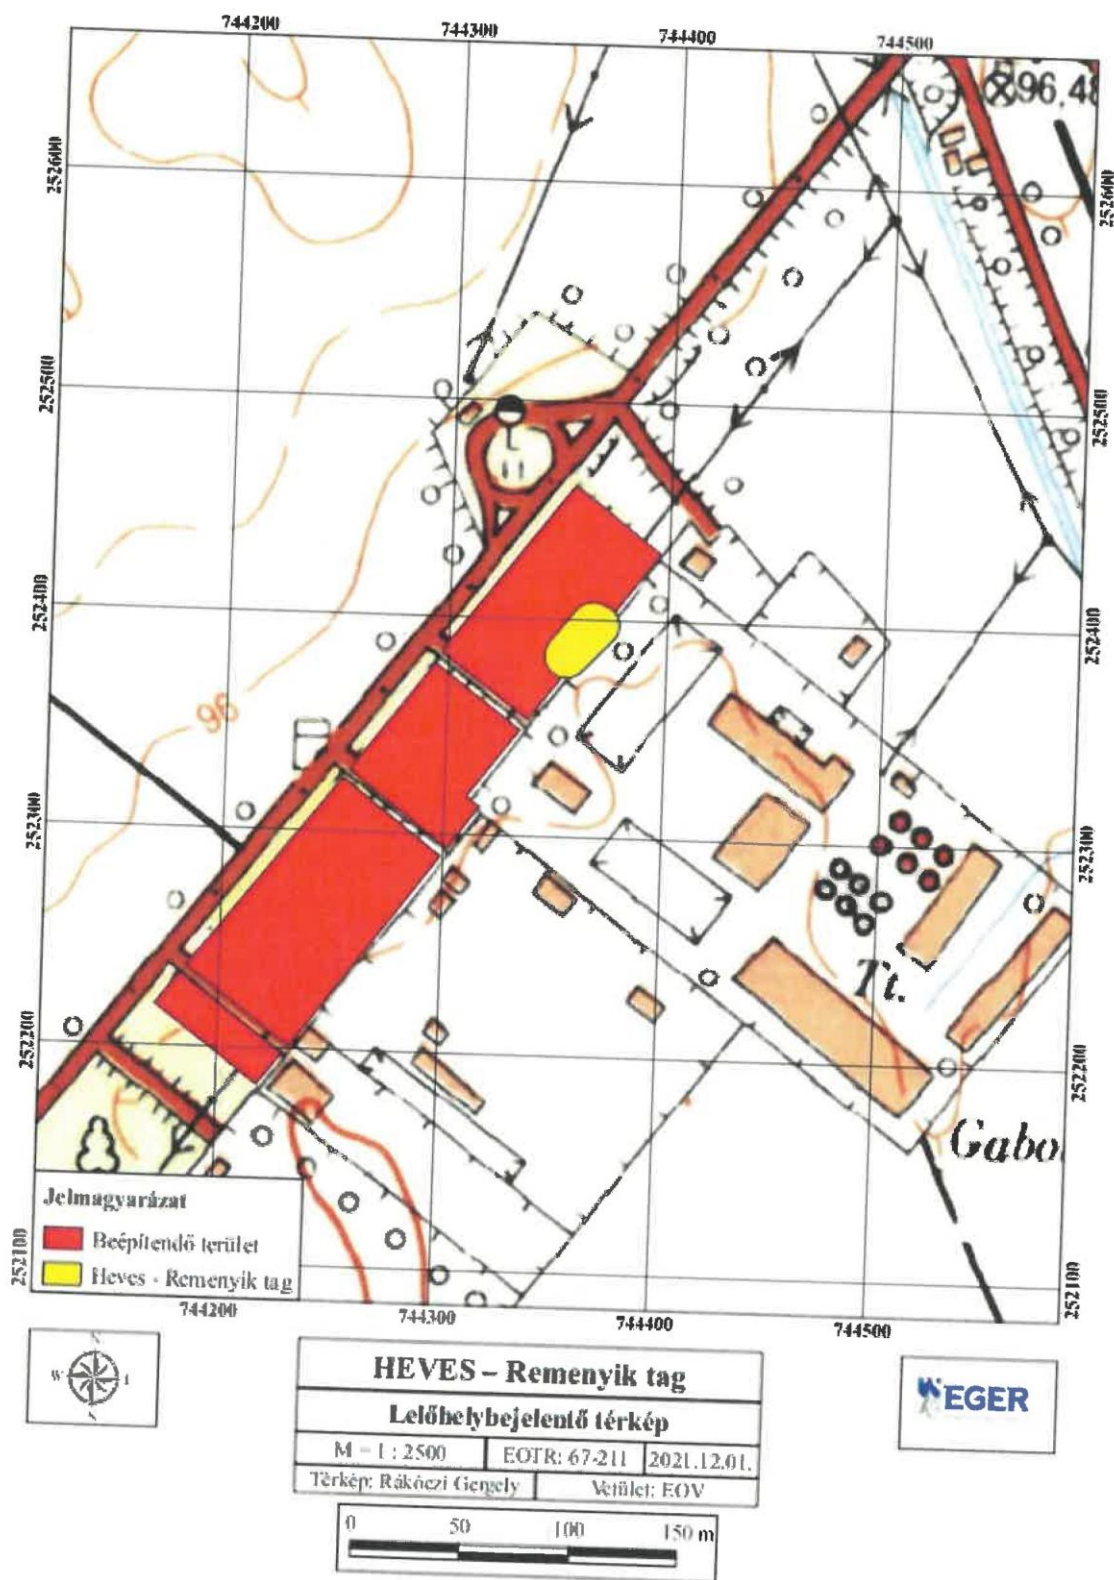 744200 744300 744400 744500
96.48
252600 252600
252500 252500
252400 252400
96
252300 252300
Tt.
252200 252200
Gabo
Jelmagyarázat
Beépítendő terület
Heves - Remenyik tag
252100 252100
744200 744300 744400 744500
HEVES – Remenyik tag
Lelőhelybejelentő térkép
M = 1 : 2500 EOTR: 67-211 2021.12.01.
Térkép: Rákóczi Gergely Vetület: EOV
EGER
0 50 100 150 m